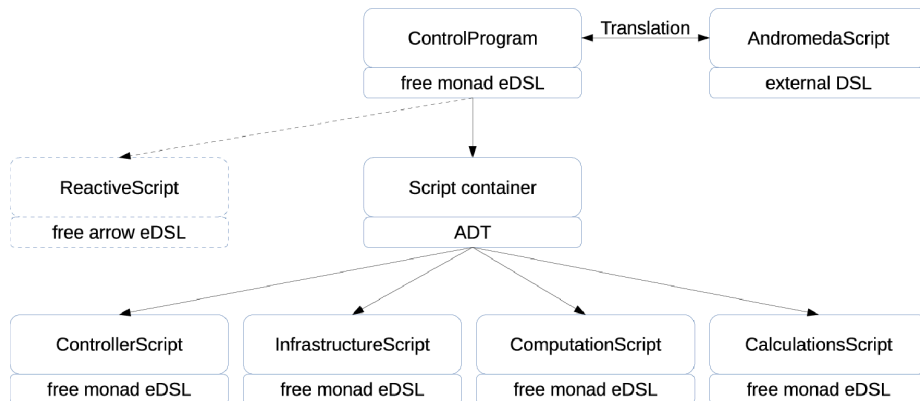 ControlProgram
Translation
AndromedaScript
free monad eDSL
external DSL
ReactiveScript
Script container
free arrow eDSL
ADT
ControllerScript
InfrastructureScript
ComputationScript
CalculationsScript
free monad eDSL
free monad eDSL
free monad eDSL
free monad eDSL